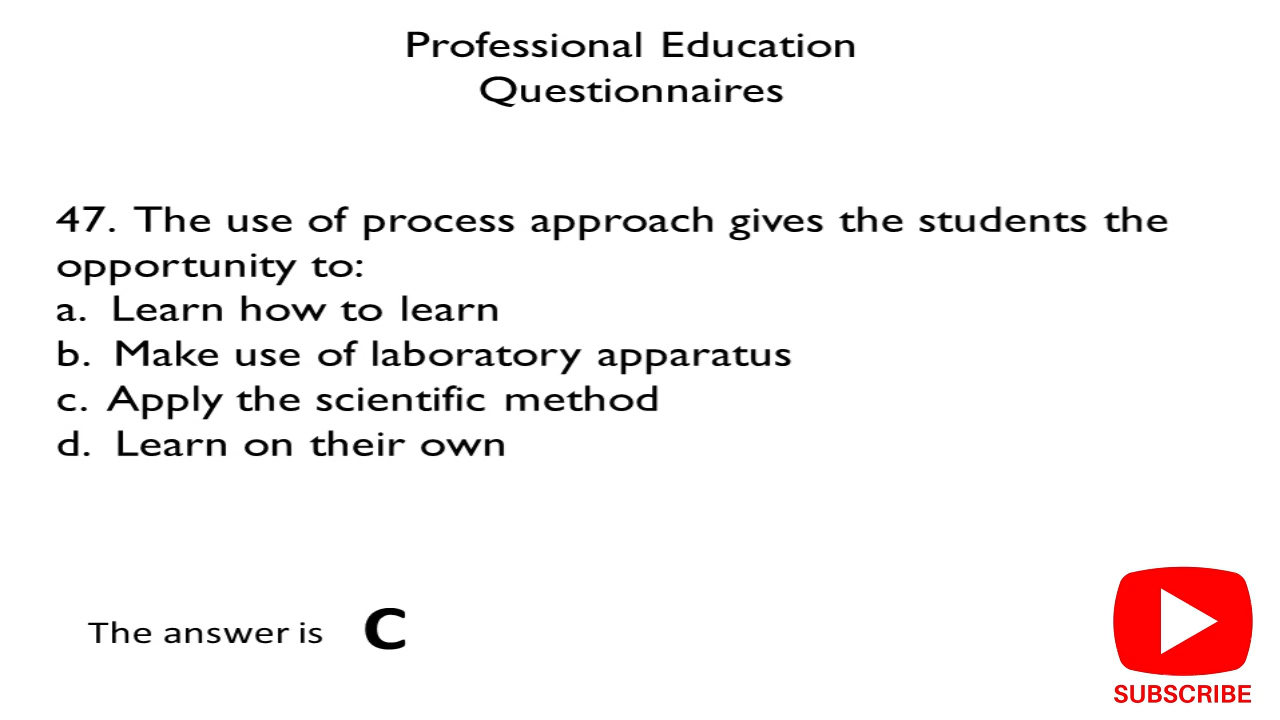 Professional Education
Questionnaires
47. The use of process approach gives the students the
opportunity to:
a. Learn how to learn
b. Make use of laboratory apparatus
c. Apply the scientific method
d. Learn on their own
The answer is C
SUBSCRIBE